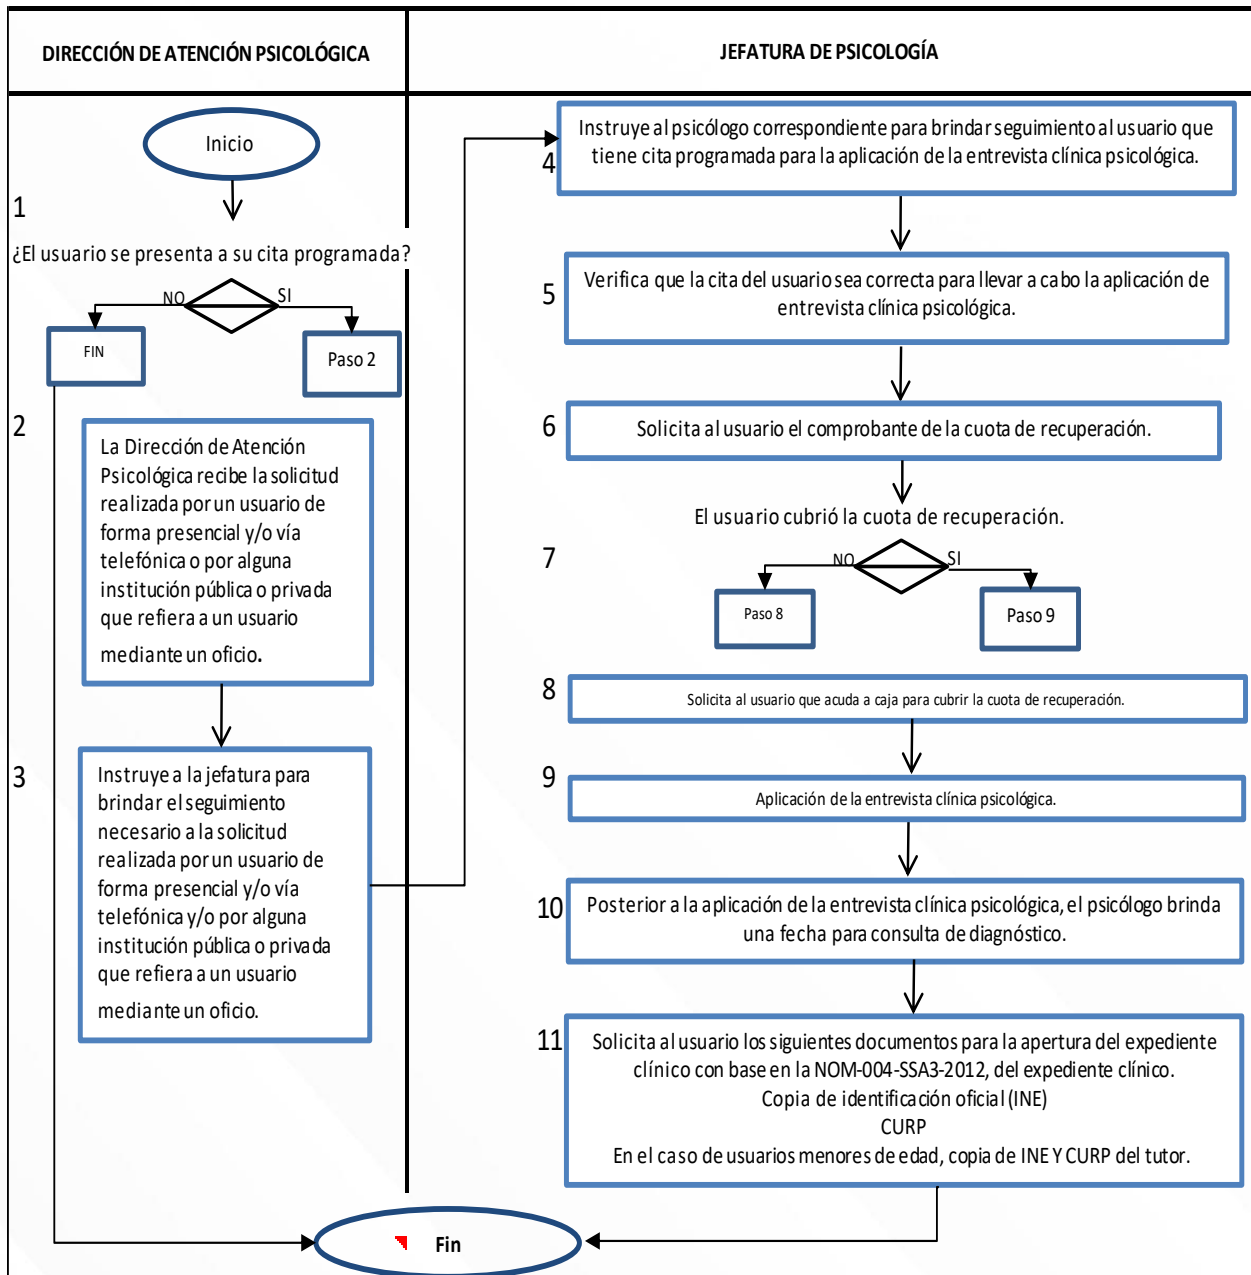 DIRECCIÓN DE ATENCIÓN PSICOLÓGICA
JEFATURA DE PSICOLOGÍA
Inicio
1
¿El usuario se presenta a su cita programada?
NO
SI
FIN
Paso 2
2
La Dirección de Atención
Psicológica recibe la solicitud
realizada por un usuario de
forma presencial y/o vía
telefónica o por alguna
institución pública o privada
que refiera a un usuario
mediante un oficio.
3
Instruye a la jefatura para
brindar el seguimiento
necesario a la solicitud
realizada por un usuario de
forma presencial y/o vía
telefónica y/o por alguna
institución pública o privada
que refiera a un usuario
mediante un oficio.
4
Instruye al psicólogo correspondiente para brindar seguimiento al usuario que
tiene cita programada para la aplicación de la entrevista clínica psicológica.
5
Verifica que la cita del usuario sea correcta para llevar a cabo la aplicación de
entrevista clínica psicológica.
6
Solicita al usuario el comprobante de la cuota de recuperación.
El usuario cubrió la cuota de recuperación.
7
NO
SI
Paso 8
Paso 9
8
Solicita al usuario que acuda a caja para cubrir la cuota de recuperación.
9
Aplicación de la entrevista clínica psicológica.
10
Posterior a la aplicación de la entrevista clínica psicológica, el psicólogo brinda
una fecha para consulta de diagnóstico.
11
Solicita al usuario los siguientes documentos para la apertura del expediente
clínico con base en la NOM-004-SSA3-2012, del expediente clínico.
Copia de identificación oficial (INE)
CURP
En el caso de usuarios menores de edad, copia de INE Y CURP del tutor.
Fin